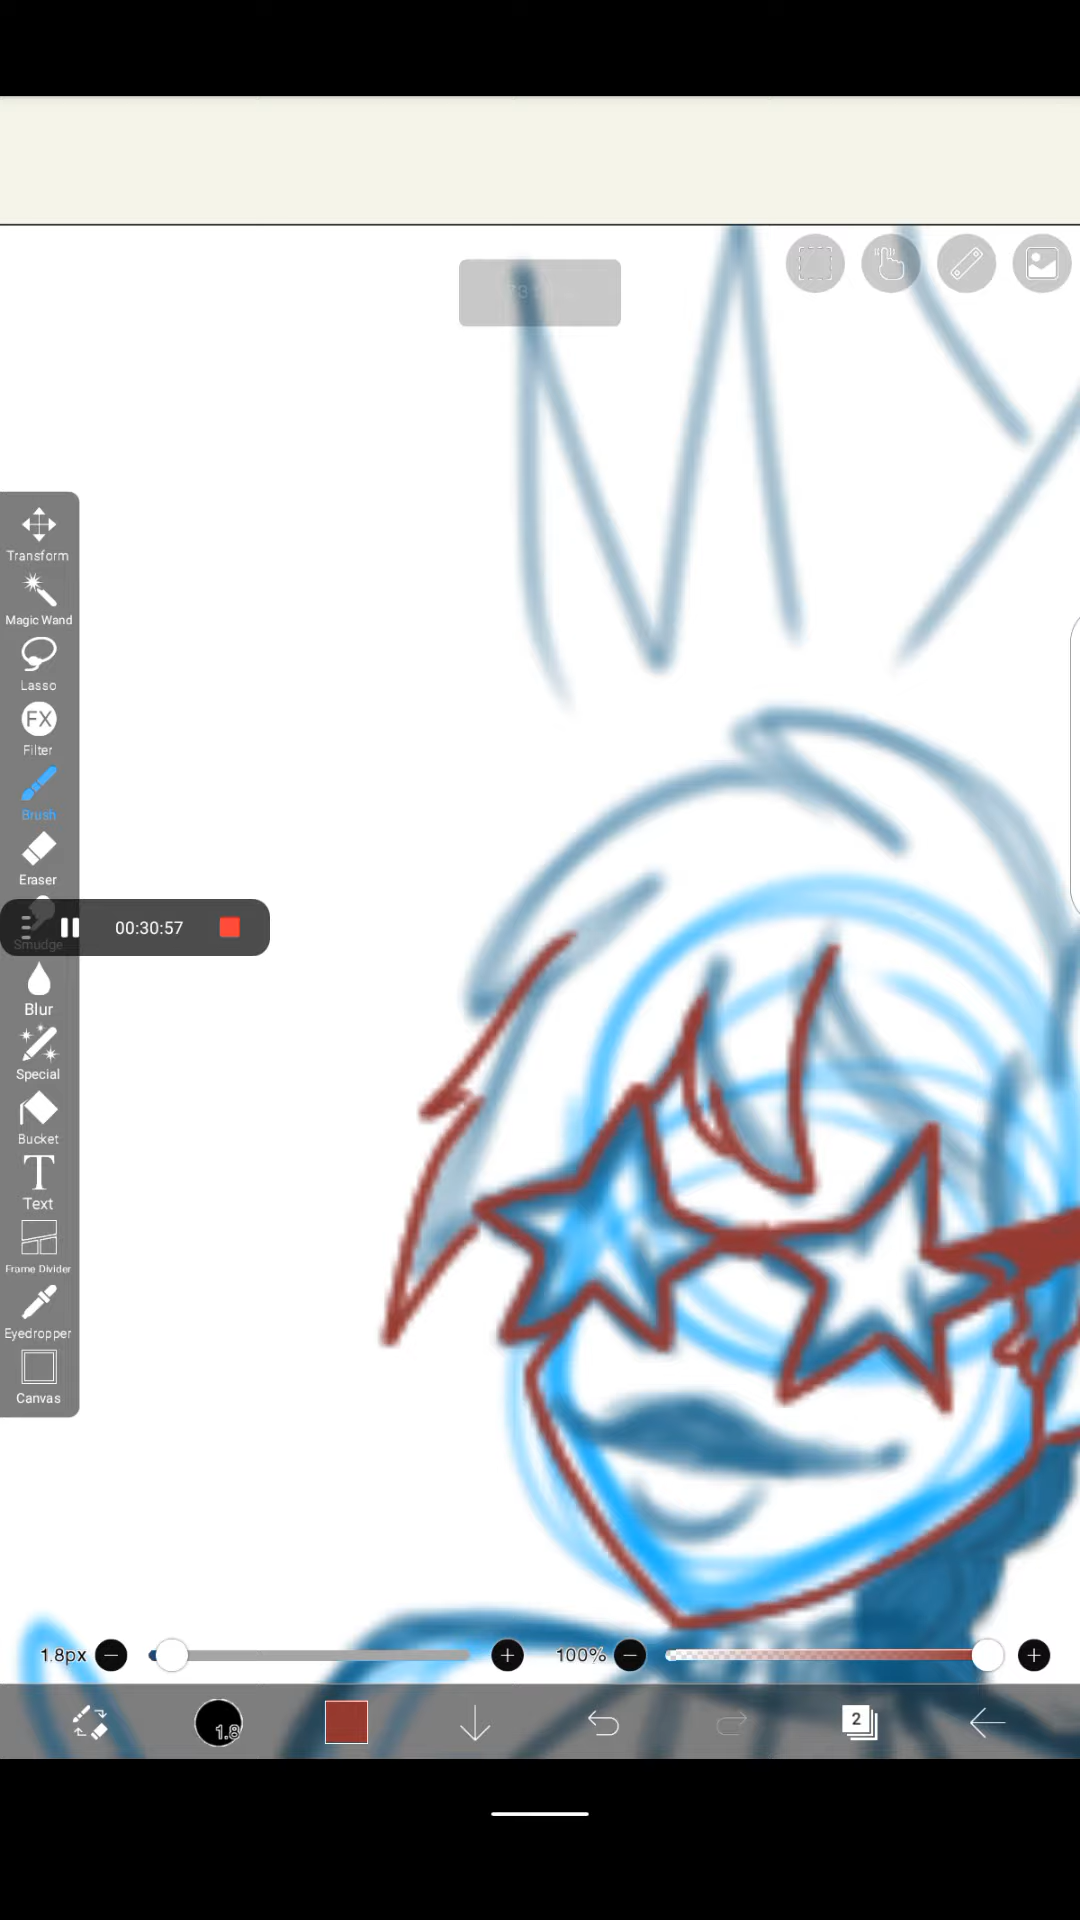 Transform
Magic Wand
Lasso
FX
Filter
Brush
Eraser
00:30:57
Smudge
Blur
Special
Bucket
T
Text
Frame Divider
Eyedropper
Canvas
1.8px
100%
1.8
2